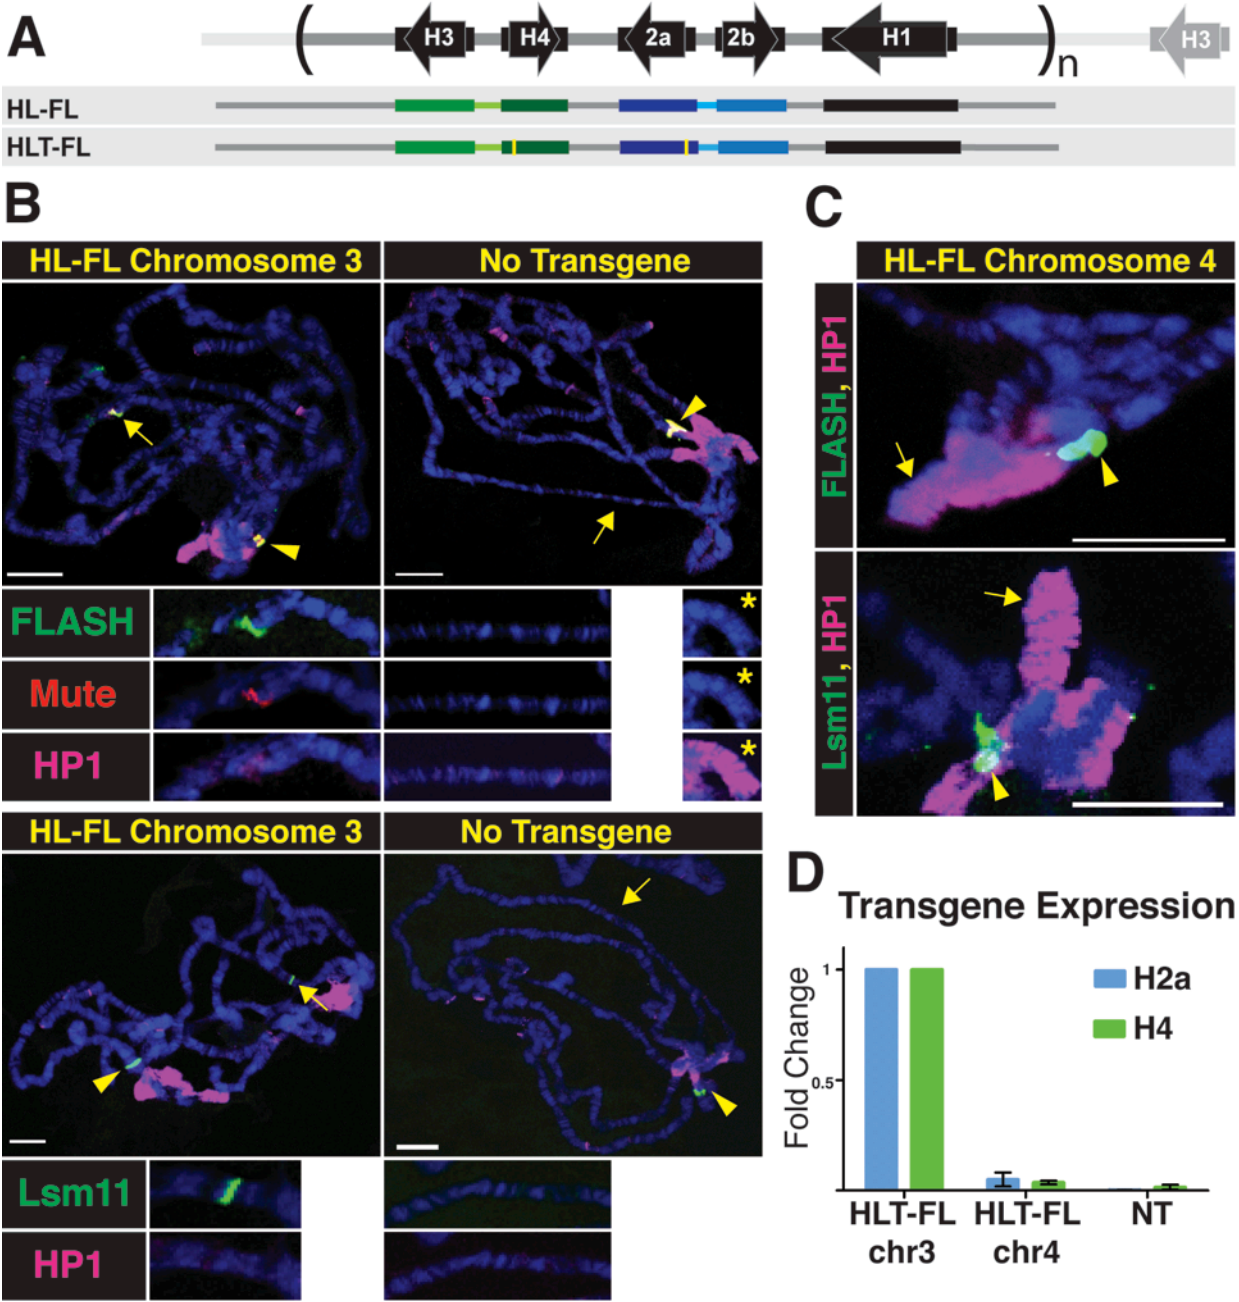 A
H3 H4 2a 2b H1 n H3
HL-FL
HLT-FL
B
HL-FL Chromosome 3
No Transgene
FLASH
*
Mute
*
HP1
*
HL-FL Chromosome 3
No Transgene
Lsm11
HP1
C
HL-FL Chromosome 4
FLASH, HP1
Lsm11, HP1
D
Transgene Expression
Fold Change
1
0.5
H2a
H4
HLT-FL chr3
HLT-FL chr4
NT